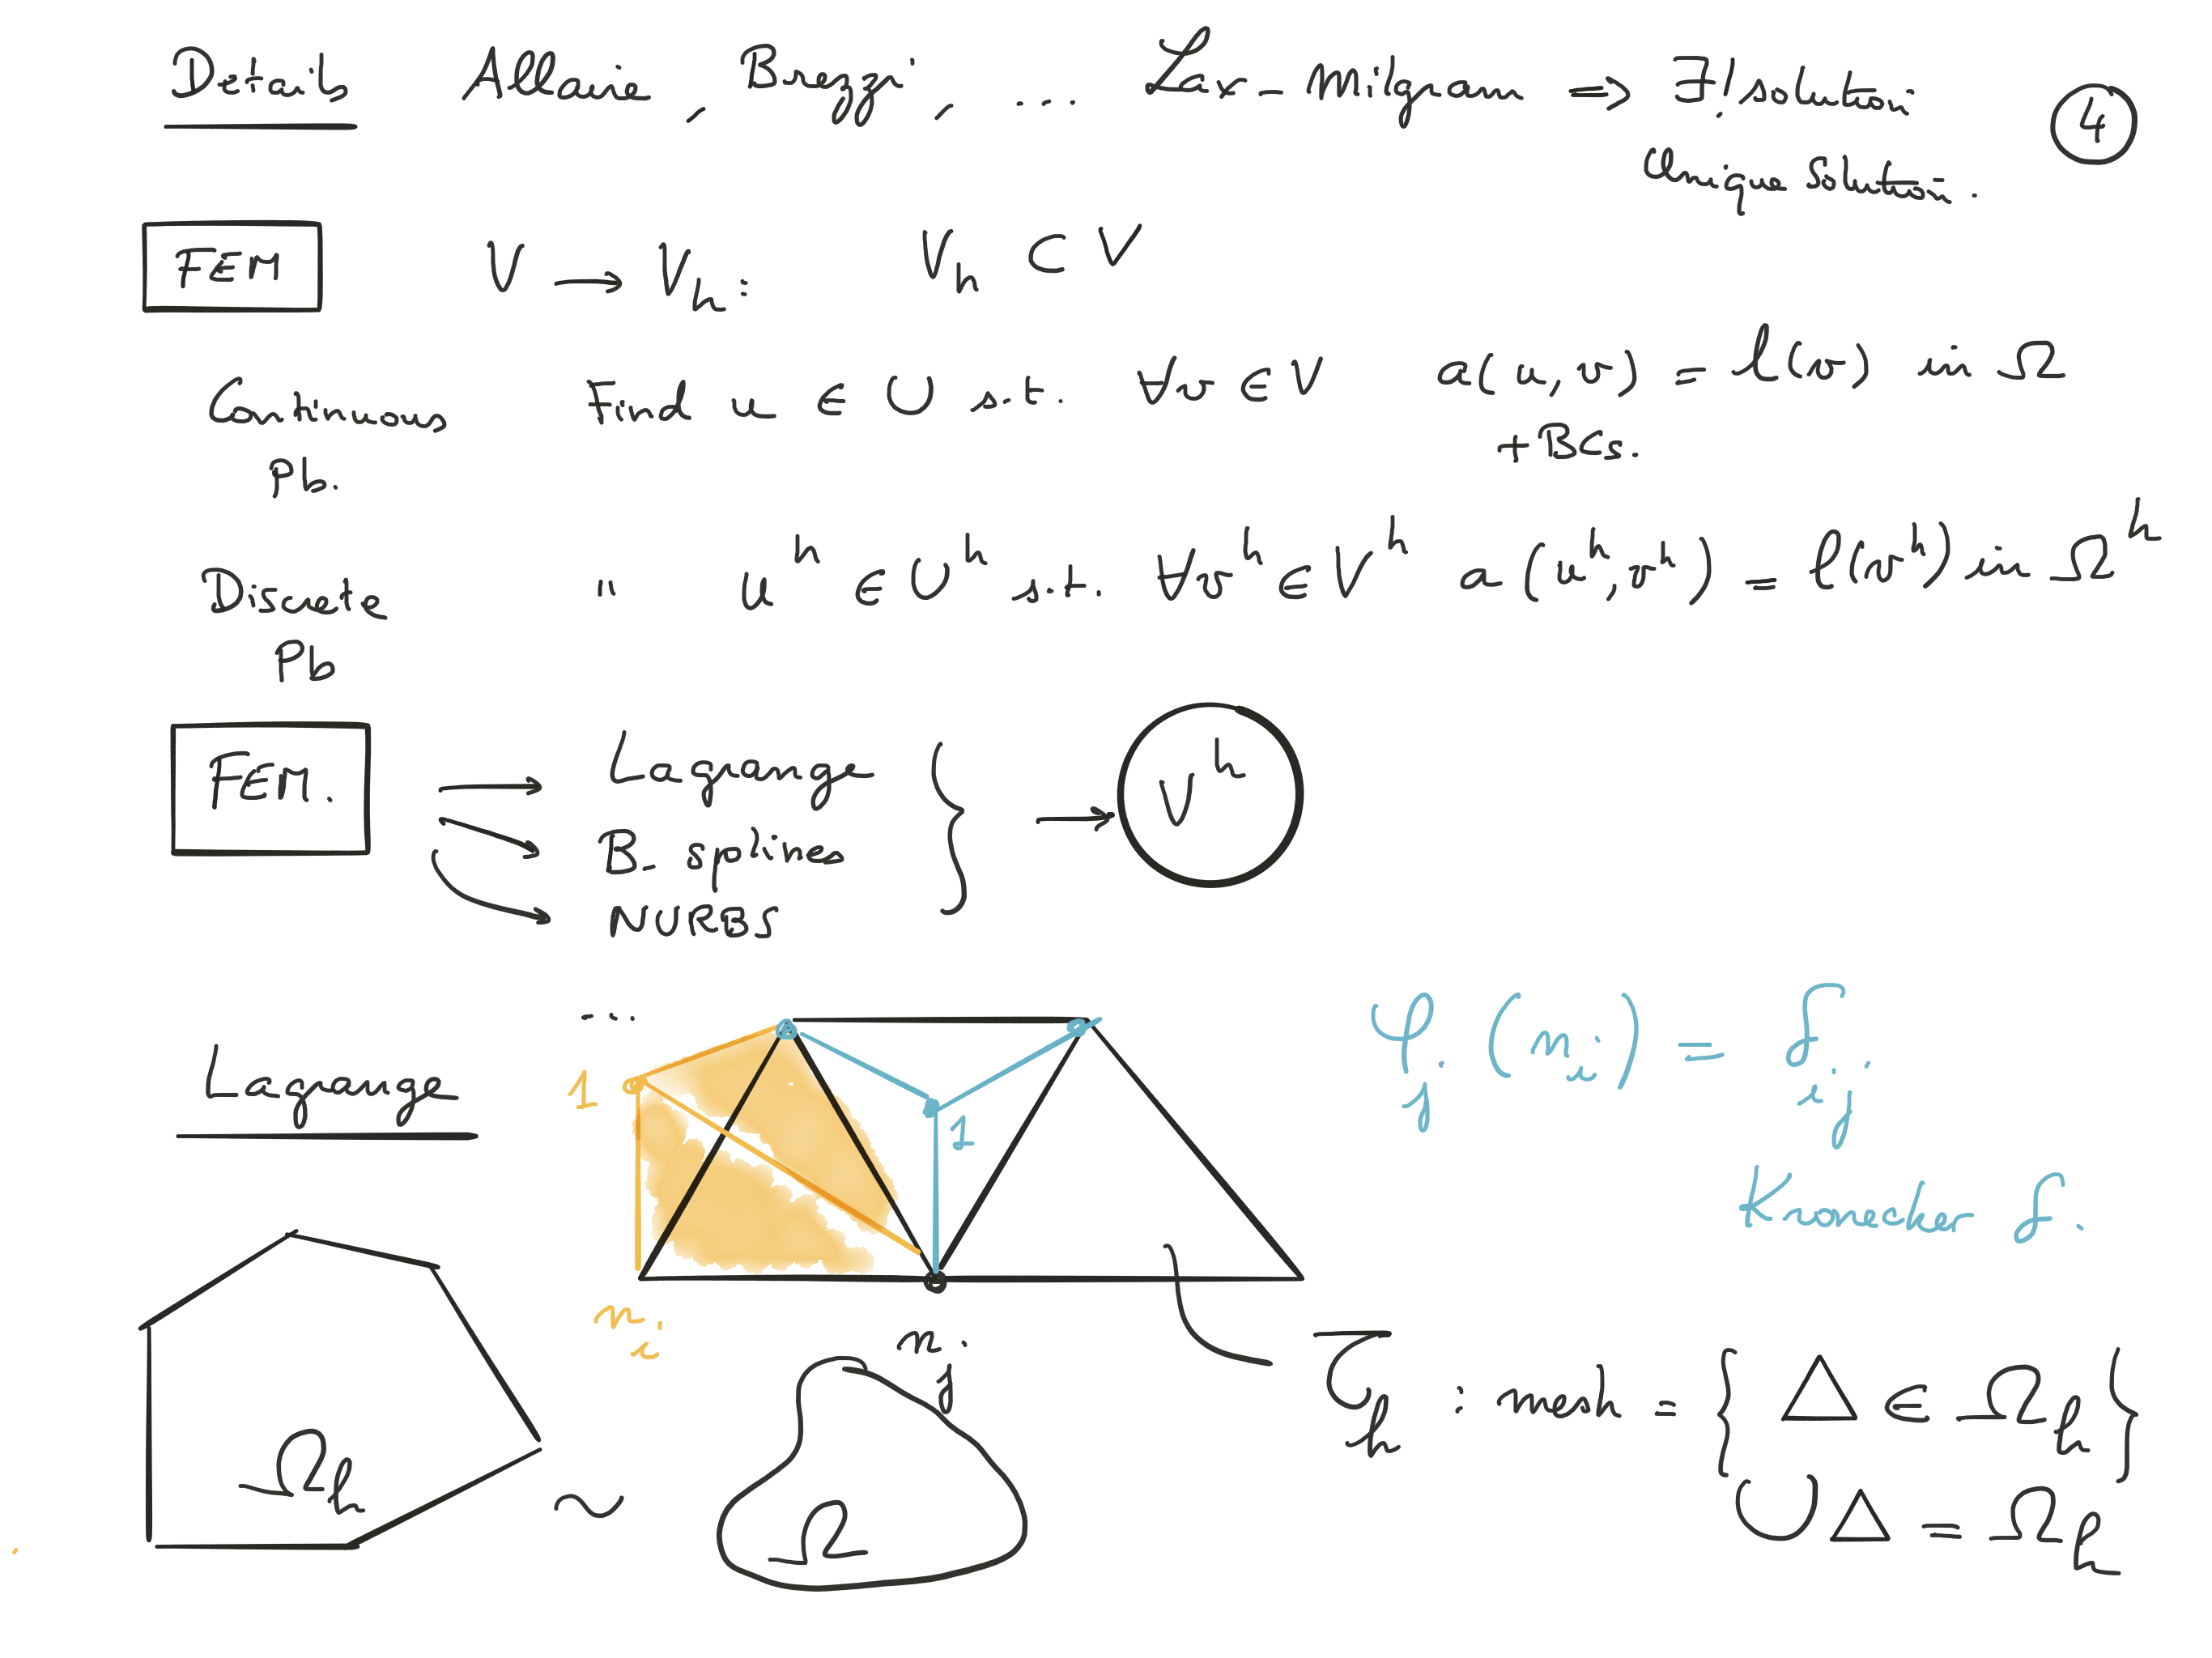 Details Allaire, Brezzi, ... Lax-Milgram ⇒ ∃! solution
Unique Solution.
④
FEM V → V_h : V_h ⊂ V
Continuous Pb. Find u ∈ U s.t. ∀v ∈ V a(u,v) = l(v) in Ω
+ BCs.
Discrete Pb " u^h ∈ U^h s.t. ∀v^h ∈ V^h a(u^h, v^h) = l(v^h) in Ω^h
FEM. → Lagrange
→ B. splines
→ NURBS
} → V^h
...
Lagrange
1
1
φ_j (n_i) = δ_ij
Kronecker δ.
n_i
n_j
τ_h : mesh = { Δ ∈ Ω_h }
∪ Δ = Ω_h
Ω_h ~ Ω